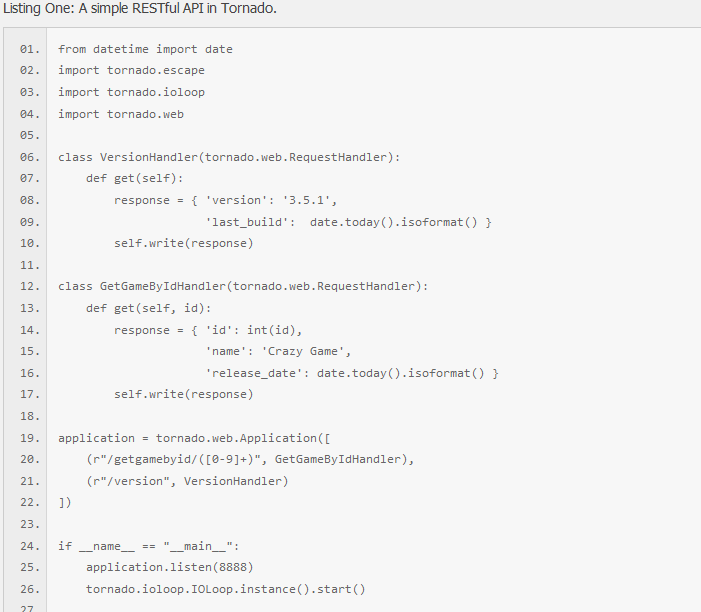 Listing One: A simple RESTful API in Tornado.
01. from datetime import date
02. import tornado.escape
03. import tornado.ioloop
04. import tornado.web
05.
06. class VersionHandler(tornado.web.RequestHandler):
07.     def get(self):
08.         response = { 'version': '3.5.1',
09.                      'last_build':  date.today().isoformat() }
10.         self.write(response)
11.
12. class GetGameByIdHandler(tornado.web.RequestHandler):
13.     def get(self, id):
14.         response = { 'id': int(id),
15.                      'name': 'Crazy Game',
16.                      'release_date': date.today().isoformat() }
17.         self.write(response)
18.
19. application = tornado.web.Application([
20.     (r"/getgamebyid/([0-9]+)", GetGameByIdHandler),
21.     (r"/version", VersionHandler)
22. ])
23.
24. if __name__ == "__main__":
25.     application.listen(8888)
26.     tornado.ioloop.IOLoop.instance().start()
27